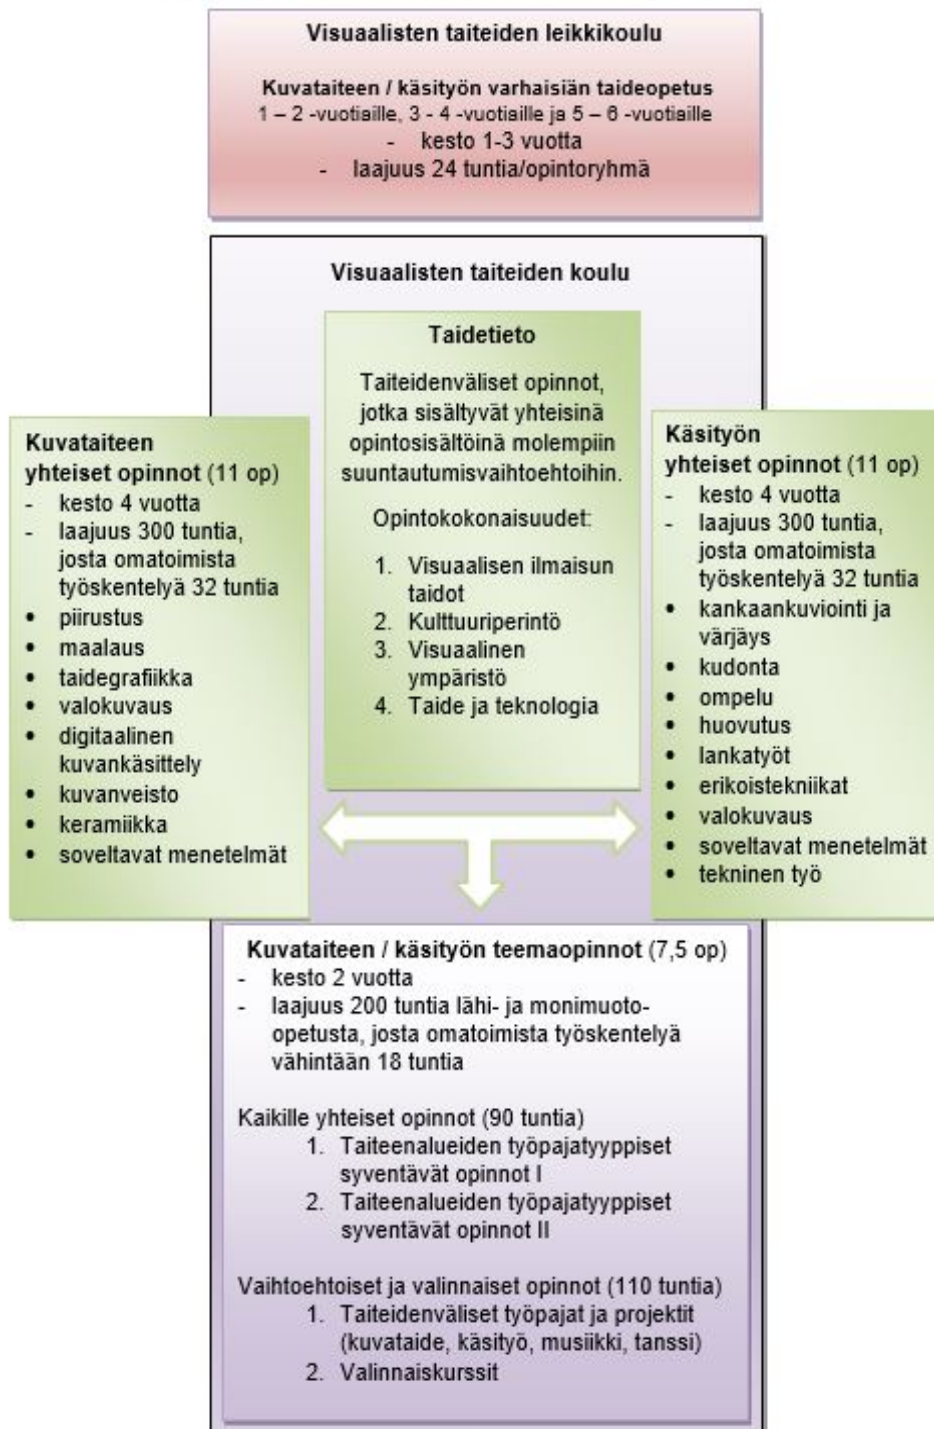 Visuaalisten taiteiden leikkikoulu
Kuvataiteen / käsityön varhaisiän taideopetus
1 – 2 -vuotiaille, 3 - 4 -vuotiaille ja 5 – 6 -vuotiaille
- kesto 1-3 vuotta
- laajuus 24 tuntia/opintoryhmä
Visuaalisten taiteiden koulu
Taidetieto
Taiteidenväliset opinnot,
jotka sisältyvät yhteisinä
opintosisältöinä molempiin
suuntautumisvaihtoehtoihin.
Opintokokonaisuudet:
1. Visuaalisen ilmaisun
taidot
2. Kulttuuriperintö
3. Visuaalinen
ympäristö
4. Taide ja teknologia
Kuvataiteen
yhteiset opinnot (11 op)
- kesto 4 vuotta
- laajuus 300 tuntia,
josta omatoimista
työskentelyä 32 tuntia
• piirustus
• maalaus
• taidegrafiikka
• valokuvaus
• digitaalinen
kuvankäsittely
• kuvanveisto
• keramiikka
• soveltavat menetelmät
Käsityön
yhteiset opinnot (11 op)
- kesto 4 vuotta
- laajuus 300 tuntia,
josta omatoimista
työskentelyä 32 tuntia
• kankaankuviointi ja
värjäys
• kudonta
• ompelu
• huovutus
• lankatyöt
• erikoistekniikat
• valokuvaus
• soveltavat menetelmät
• tekninen työ
Kuvataiteen / käsityön teemaopinnot (7,5 op)
- kesto 2 vuotta
- laajuus 200 tuntia lähi- ja monimuoto-
opetusta, josta omatoimista työskentelyä
vähintään 18 tuntia
Kaikille yhteiset opinnot (90 tuntia)
1. Taiteenalueiden työpajatyyppiset
syventävät opinnot I
2. Taiteenalueiden työpajatyyppiset
syventävät opinnot II
Vaihtoehtoiset ja valinnaiset opinnot (110 tuntia)
1. Taiteidenväliset työpajat ja projektit
(kuvataide, käsityö, musiikki, tanssi)
2. Valinnaiskurssit